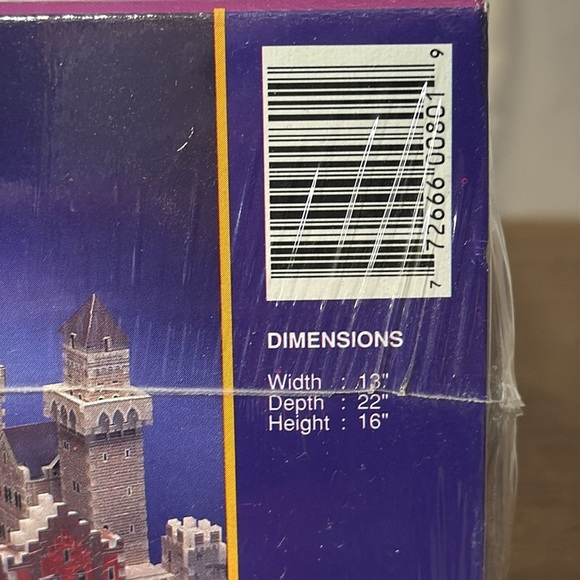 7 72666 00801 9
DIMENSIONS
Width : 13"
Depth : 22"
Height : 16"